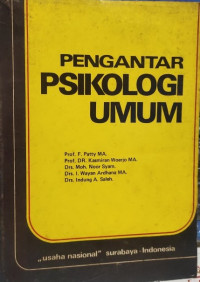 PENGANTAR
PSIKOLOGI
UMUM
Prof. F. Patty MA.
Prof. DR. Kasmiran Woerjo MA.
Drs. Moh. Noor Syam.
Drs. I. Wayan Ardhana MA.
Drs. Indung A. Saleh.
„usaha nasional" surabaya - Indonesia